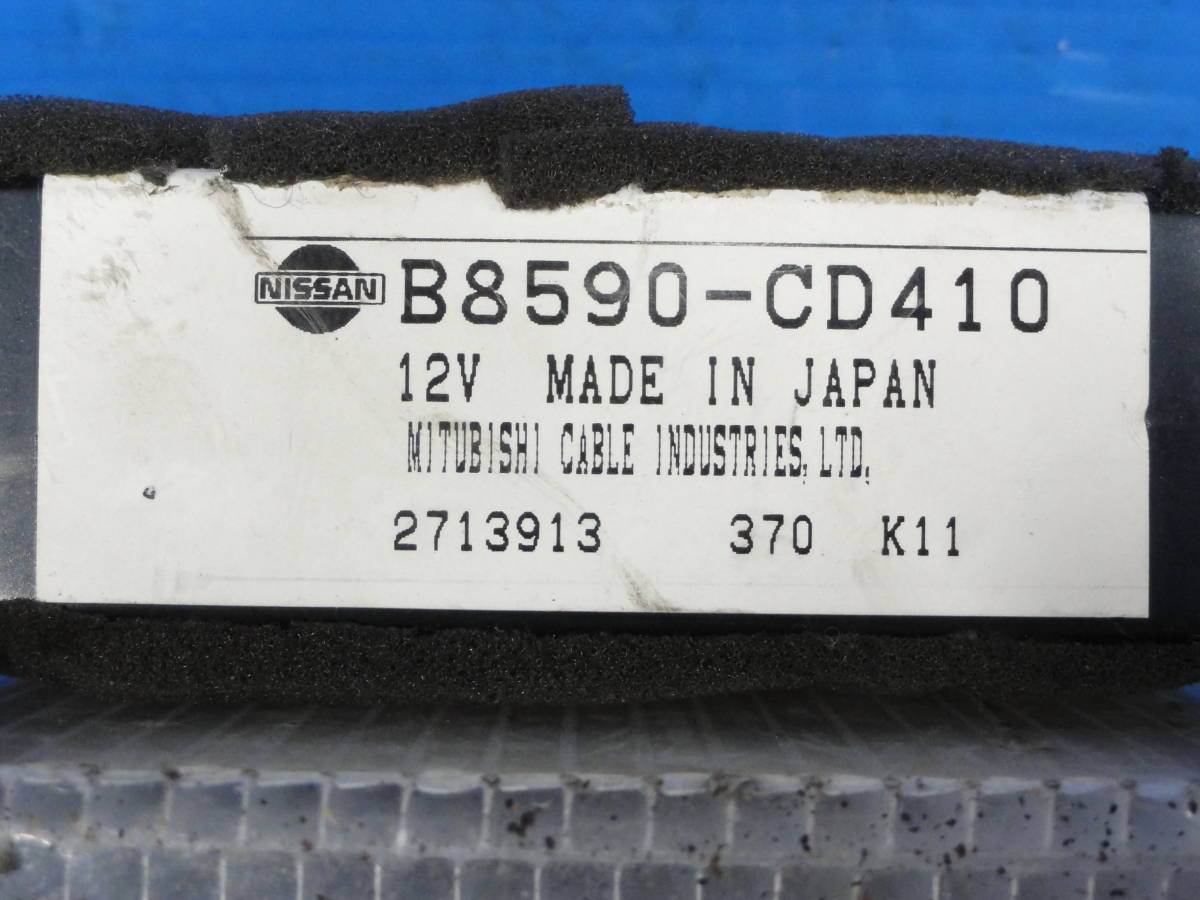 NISSAN B8590-CD410
12V MADE IN JAPAN
MITUBISHI CABLE INDUSTRIES, LTD.
2713913 370 K11